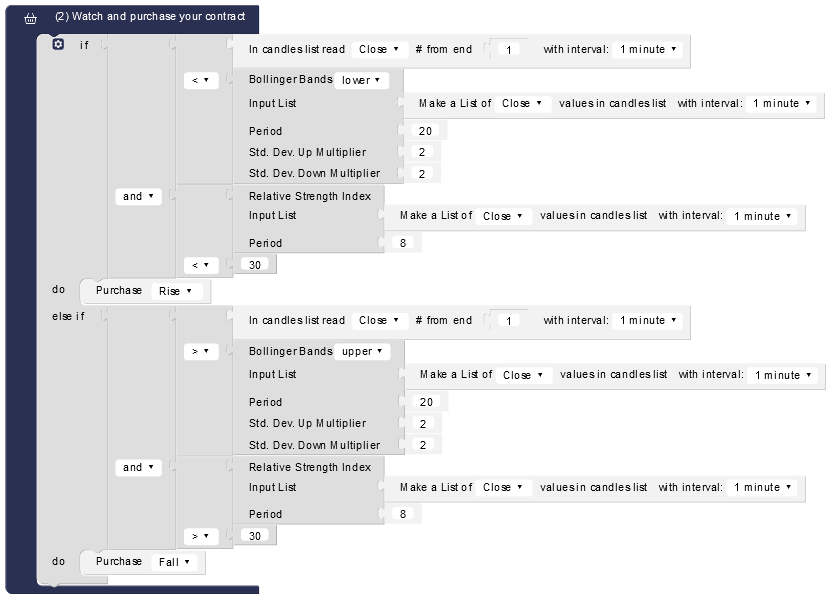 (2) Watch and purchase your contract
if In candles list read Close ▾ # from end 1 with interval: 1 minute ▾
< ▾ Bollinger Bands lower ▾
Input List Make a List of Close ▾ values in candles list with interval: 1 minute ▾
Period 20
Std. Dev. Up Multiplier 2
Std. Dev. Down Multiplier 2
and ▾ Relative Strength Index
Input List Make a List of Close ▾ values in candles list with interval: 1 minute ▾
Period 8
< ▾ 30
do Purchase Rise ▾
else if In candles list read Close ▾ # from end 1 with interval: 1 minute ▾
> ▾ Bollinger Bands upper ▾
Input List Make a List of Close ▾ values in candles list with interval: 1 minute ▾
Period 20
Std. Dev. Up Multiplier 2
Std. Dev. Down Multiplier 2
and ▾ Relative Strength Index
Input List Make a List of Close ▾ values in candles list with interval: 1 minute ▾
Period 8
> ▾ 30
do Purchase Fall ▾